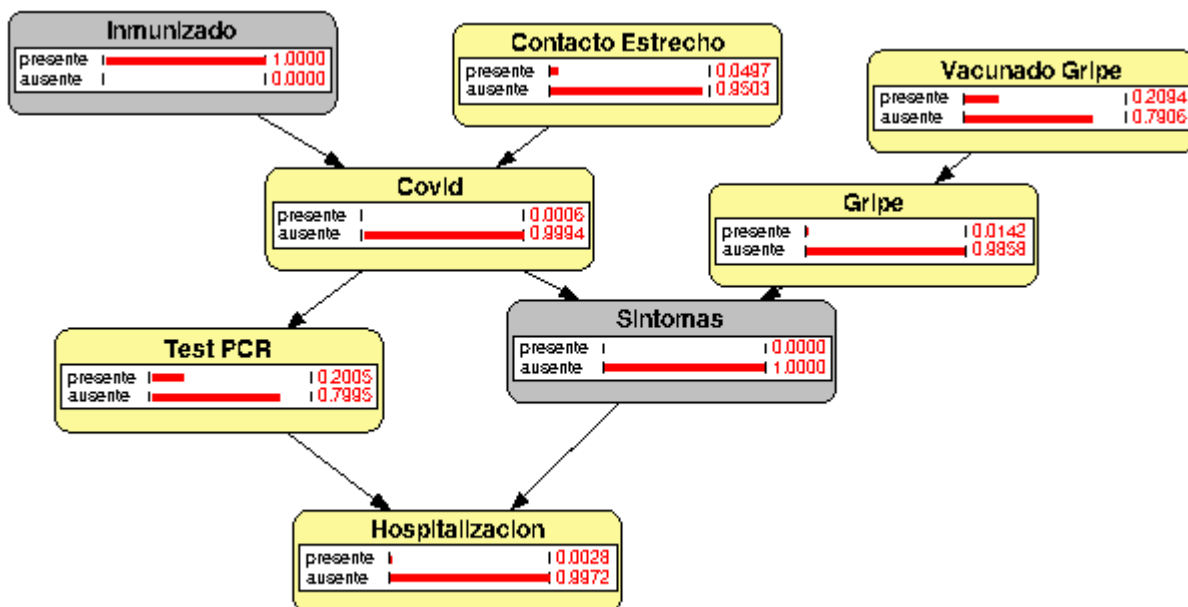 Inmunizado
presente 1.0000
ausente 0.0000
Contacto Estrecho
presente 0.0497
ausente 0.9503
Vacunado Gripe
presente 0.2094
ausente 0.7906
Covid
presente 0.0006
ausente 0.9994
Gripe
presente 0.0142
ausente 0.9858
Test PCR
presente 0.2005
ausente 0.7995
Sintomas
presente 0.0000
ausente 1.0000
Hospitalizacion
presente 0.0028
ausente 0.9972